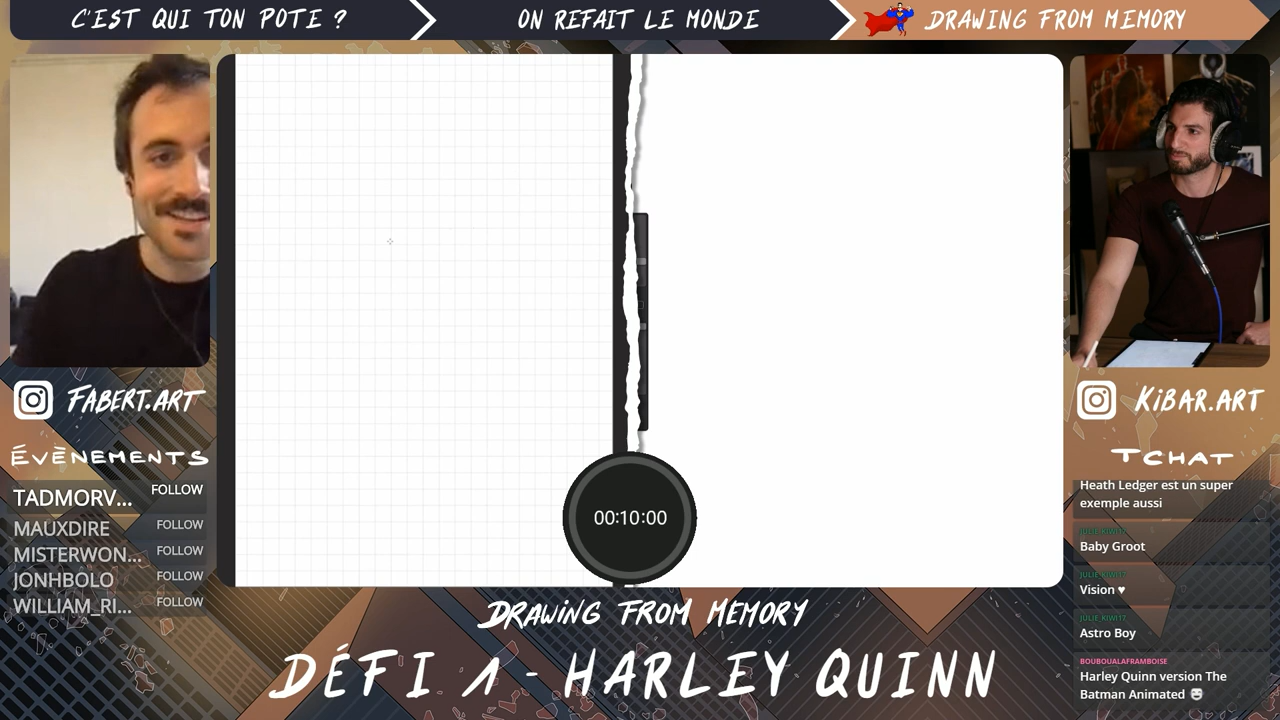 C'EST QUI TON POTE ?
ON REFAIT LE MONDE
DRAWING FROM MEMORY
FABERT.ART
KIBAR.ART
ÉVÈNEMENTS
TADMORV... FOLLOW
MAUXDIRE FOLLOW
MISTERWON... FOLLOW
JONHBOLO FOLLOW
WILLIAM_RI... FOLLOW
00:10:00
TCHAT
Heath Ledger est un super
exemple aussi
Baby Groot
Vision ♥
Astro Boy
BOUBOUALAFRAMBOISE
Harley Quinn version The
Batman Animated
DRAWING FROM MEMORY
DÉFI 1 - HARLEY QUINN